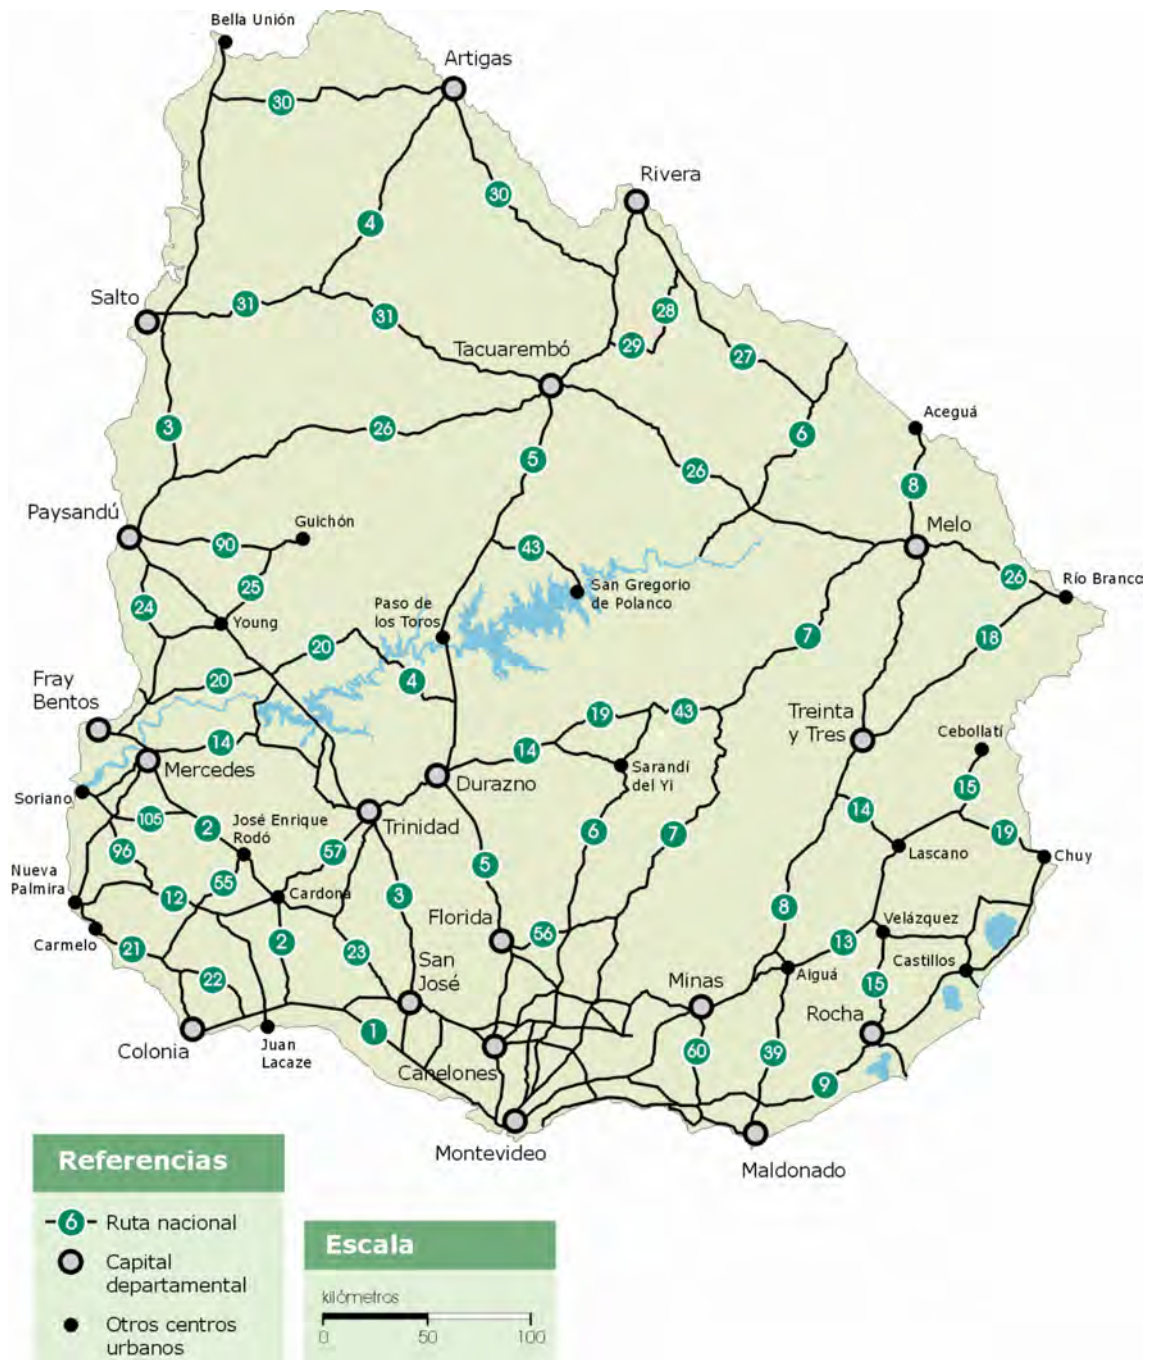 Bella Unión
Artigas
30
Rivera
30
4
Salto
31
28
31
29
Tacuarembó
27
Aceguá
3
26
6
5
26
8
Paysandú
Guichón
Melo
90
43
26
Río Branco
25
San Gregorio
de Polanco
24
Paso de
los Toros
Young
7
18
20
20
4
Fray
Bentos
19
43
Treinta
y Tres
Cebollatí
14
14
Mercedes
Durazno
Sarandí
del Yi
15
Soriano
14
105
2
José Enrique
Rodó
Trinidad
6
7
19
96
57
Lascano
Chuy
Nueva
Palmira
5
55
12
Cardona
3
8
Florida
56
Velázquez
Carmelo
21
2
23
13
Castillos
22
San
José
Minas
Aiguá
15
Rocha
1
Colonia
Juan
Lacaze
Canelones
60
39
9
Montevideo
Maldonado
Referencias
6
Ruta nacional
Capital
departamental
Otros centros
urbanos
Escala
kilómetros
0
50
100